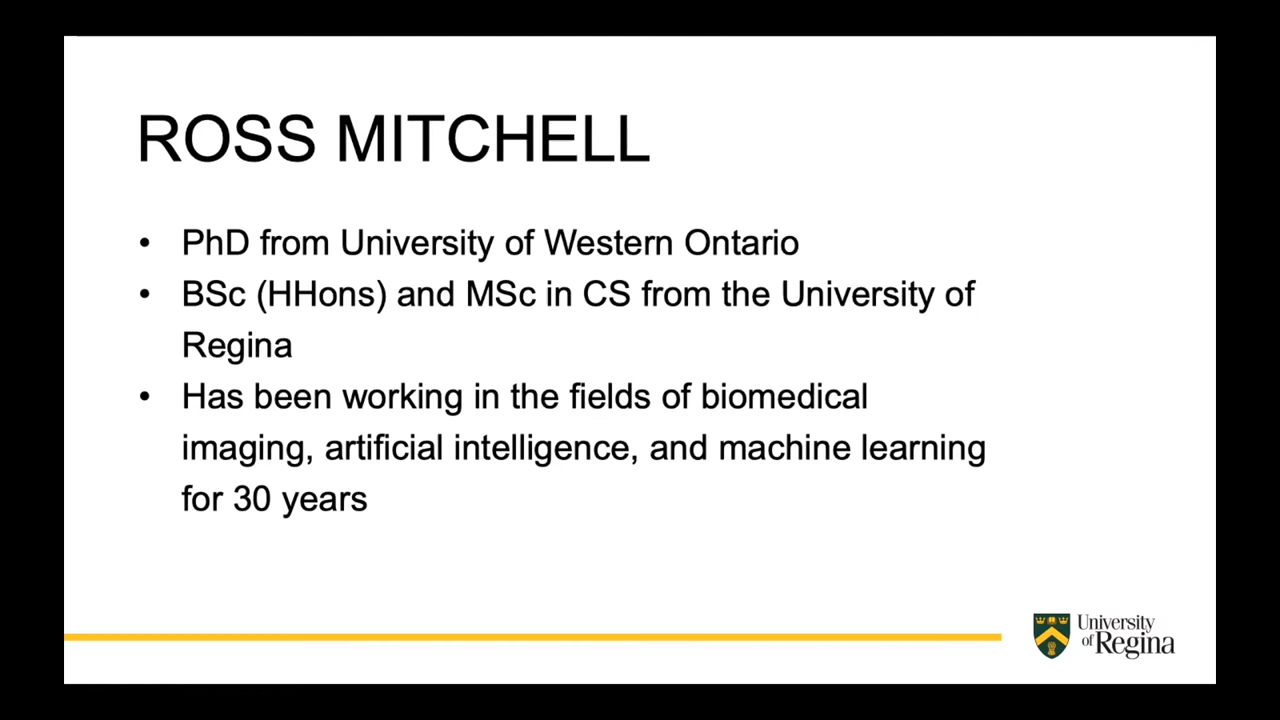 ROSS MITCHELL
• PhD from University of Western Ontario
• BSc (HHons) and MSc in CS from the University of
Regina
• Has been working in the fields of biomedical
imaging, artificial intelligence, and machine learning
for 30 years
University
of Regina